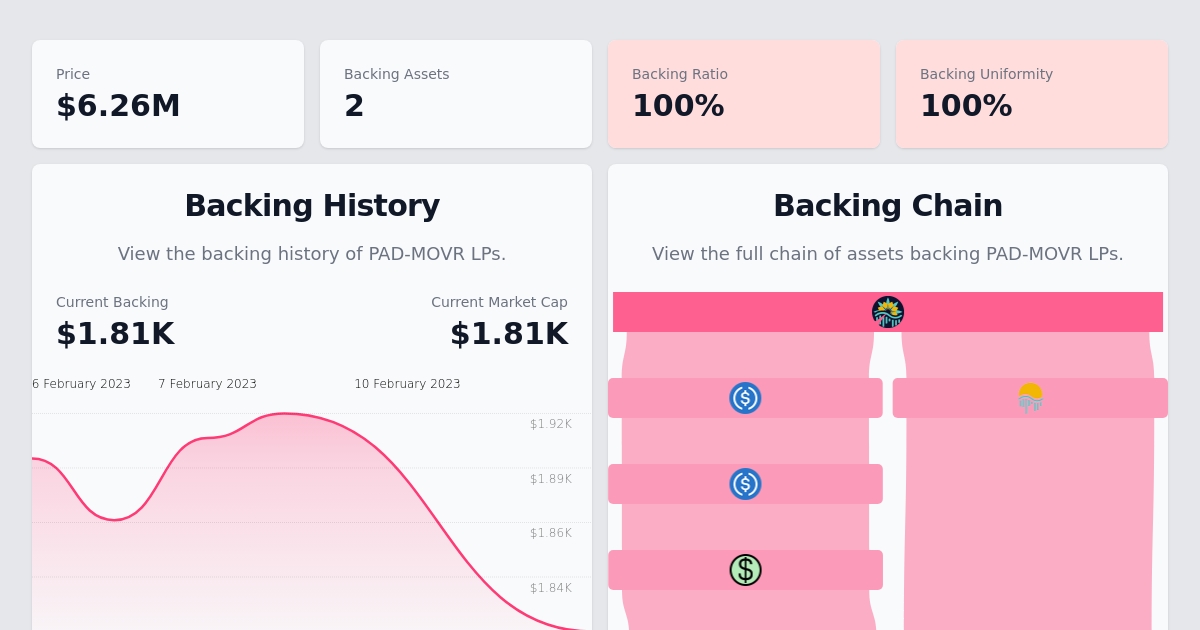 Price
$6.26M
Backing Assets
2
Backing Ratio
100%
Backing Uniformity
100%
Backing History
View the backing history of PAD-MOVR LPs.
Current Backing
$1.81K
Current Market Cap
$1.81K
6 February 2023
7 February 2023
10 February 2023
$1.92K
$1.89K
$1.86K
$1.84K
Backing Chain
View the full chain of assets backing PAD-MOVR LPs.
$
$
$